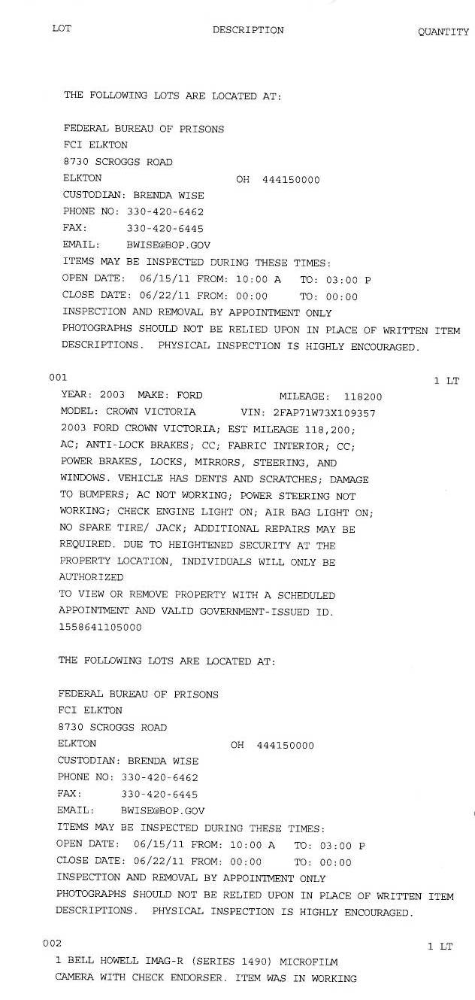 LOT DESCRIPTION QUANTITY
THE FOLLOWING LOTS ARE LOCATED AT:
FEDERAL BUREAU OF PRISONS
FCI ELKTON
8730 SCROGGS ROAD
ELKTON OH 444150000
CUSTODIAN: BRENDA WISE
PHONE NO: 330-420-6462
FAX: 330-420-6445
EMAIL: BWISE@BOP.GOV
ITEMS MAY BE INSPECTED DURING THESE TIMES:
OPEN DATE: 06/15/11 FROM: 10:00 A TO: 03:00 P
CLOSE DATE: 06/22/11 FROM: 00:00 TO: 00:00
INSPECTION AND REMOVAL BY APPOINTMENT ONLY
PHOTOGRAPHS SHOULD NOT BE RELIED UPON IN PLACE OF WRITTEN ITEM
DESCRIPTIONS. PHYSICAL INSPECTION IS HIGHLY ENCOURAGED.
001 1 LT
YEAR: 2003 MAKE: FORD MILEAGE: 118200
MODEL: CROWN VICTORIA VIN: 2FAP71W73X109357
2003 FORD CROWN VICTORIA; EST MILEAGE 118,200;
AC; ANTI-LOCK BRAKES; CC; FABRIC INTERIOR; CC;
POWER BRAKES, LOCKS, MIRRORS, STEERING, AND
WINDOWS. VEHICLE HAS DENTS AND SCRATCHES; DAMAGE
TO BUMPERS; AC NOT WORKING; POWER STEERING NOT
WORKING; CHECK ENGINE LIGHT ON; AIR BAG LIGHT ON;
NO SPARE TIRE/ JACK; ADDITIONAL REPAIRS MAY BE
REQUIRED. DUE TO HEIGHTENED SECURITY AT THE
PROPERTY LOCATION, INDIVIDUALS WILL ONLY BE
AUTHORIZED
TO VIEW OR REMOVE PROPERTY WITH A SCHEDULED
APPOINTMENT AND VALID GOVERNMENT-ISSUED ID.
1558641105000
THE FOLLOWING LOTS ARE LOCATED AT:
FEDERAL BUREAU OF PRISONS
FCI ELKTON
8730 SCROGGS ROAD
ELKTON OH 444150000
CUSTODIAN: BRENDA WISE
PHONE NO: 330-420-6462
FAX: 330-420-6445
EMAIL: BWISE@BOP.GOV
ITEMS MAY BE INSPECTED DURING THESE TIMES:
OPEN DATE: 06/15/11 FROM: 10:00 A TO: 03:00 P
CLOSE DATE: 06/22/11 FROM: 00:00 TO: 00:00
INSPECTION AND REMOVAL BY APPOINTMENT ONLY
PHOTOGRAPHS SHOULD NOT BE RELIED UPON IN PLACE OF WRITTEN ITEM
DESCRIPTIONS. PHYSICAL INSPECTION IS HIGHLY ENCOURAGED.
002 1 LT
1 BELL HOWELL IMAG-R (SERIES 1490) MICROFILM
CAMERA WITH CHECK ENDORSER. ITEM WAS IN WORKING